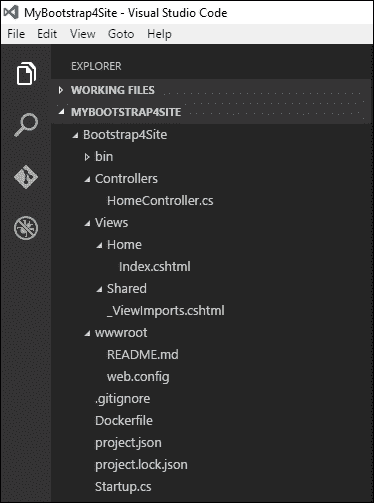 MyBootstrap4Site - Visual Studio Code
File Edit View Goto Help
EXPLORER
WORKING FILES
MYBOOTSTRAP4SITE
Bootstrap4Site
bin
Controllers
HomeController.cs
Views
Home
Index.cshtml
Shared
_ViewImports.cshtml
wwwroot
README.md
web.config
.gitignore
Dockerfile
project.json
project.lock.json
Startup.cs